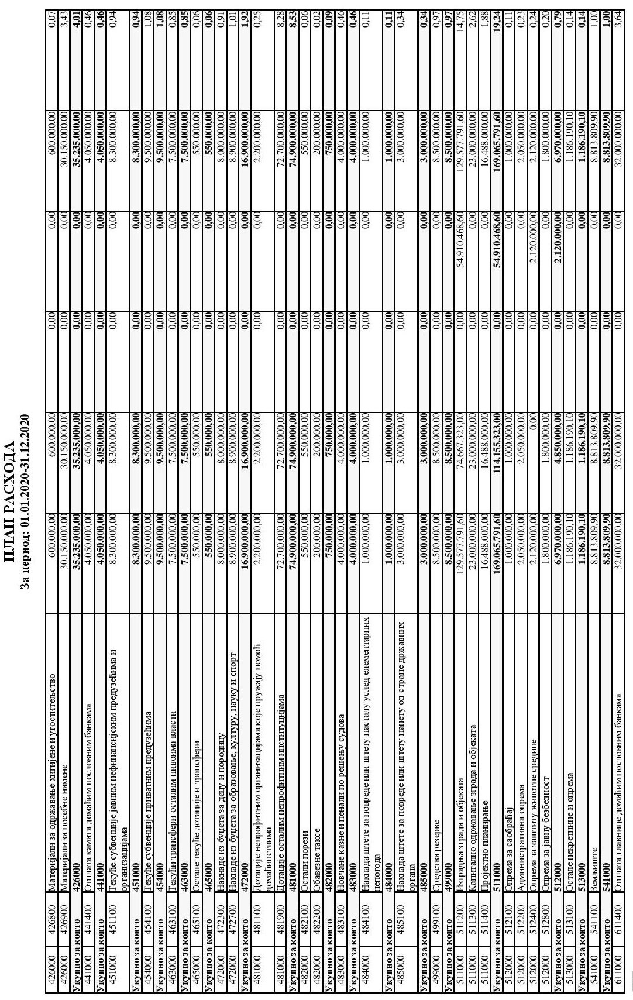 ПЛАН РАСХОДА
За период: 01.01.2020-31.12.2020
426000 426800 Материјали за одржавање хигијене и угоститељство 600.000,00 600.000,00 0,00 0,00 600.000,00 0,07
426000 426900 Материјали за посебне намене 30.150.000,00 30.150.000,00 0,00 0,00 30.150.000,00 3,43
Укупно за конто 426000 35.235.000,00 35.235.000,00 0,00 0,00 35.235.000,00 4,01
441000 441400 Отплата камата домаћим пословним банкама 4.050.000,00 4.050.000,00 0,00 0,00 4.050.000,00 0,46
Укупно за конто 441000 4.050.000,00 4.050.000,00 0,00 0,00 4.050.000,00 0,46
451000 451100 Текуће субвенције јавним нефинансијским предузећима и 8.300.000,00 8.300.000,00 0,00 0,00 8.300.000,00 0,94
организацијама
Укупно за конто 451000 8.300.000,00 8.300.000,00 0,00 0,00 8.300.000,00 0,94
454000 454100 Текуће субвенције приватним предузећима 9.500.000,00 9.500.000,00 0,00 0,00 9.500.000,00 1,08
Укупно за конто 454000 9.500.000,00 9.500.000,00 0,00 0,00 9.500.000,00 1,08
463000 463100 Текући трансфери осталим нивоима власти 7.500.000,00 7.500.000,00 0,00 0,00 7.500.000,00 0,85
Укупно за конто 463000 7.500.000,00 7.500.000,00 0,00 0,00 7.500.000,00 0,85
465000 465100 Остале текуће дотације и трансфери 550.000,00 550.000,00 0,00 0,00 550.000,00 0,06
Укупно за конто 465000 550.000,00 550.000,00 0,00 0,00 550.000,00 0,06
472000 472300 Накнаде из буџета за децу и породицу 8.000.000,00 8.000.000,00 0,00 0,00 8.000.000,00 0,91
472000 472700 Накнаде из буџета за образовање, културу, науку и спорт 8.900.000,00 8.900.000,00 0,00 0,00 8.900.000,00 1,01
Укупно за конто 472000 16.900.000,00 16.900.000,00 0,00 0,00 16.900.000,00 1,92
481000 481100 Дотације непрофитним организацијама које пружају помоћ 2.200.000,00 2.200.000,00 0,00 0,00 2.200.000,00 0,25
домаћинствима
481000 481900 Дотације осталим непрофитним институцијама 72.700.000,00 72.700.000,00 0,00 0,00 72.700.000,00 8,28
Укупно за конто 481000 74.900.000,00 74.900.000,00 0,00 0,00 74.900.000,00 8,53
482000 482100 Остали порези 550.000,00 550.000,00 0,00 0,00 550.000,00 0,06
482000 482200 Обавезне таксе 200.000,00 200.000,00 0,00 0,00 200.000,00 0,02
Укупно за конто 482000 750.000,00 750.000,00 0,00 0,00 750.000,00 0,09
483000 483100 Новчане казне и пенали по решењу судова 4.000.000,00 4.000.000,00 0,00 0,00 4.000.000,00 0,46
Укупно за конто 483000 4.000.000,00 4.000.000,00 0,00 0,00 4.000.000,00 0,46
484000 484100 Накнада штете за повреде или штету насталу услед елементарних 1.000.000,00 1.000.000,00 0,00 0,00 1.000.000,00 0,11
непогода
Укупно за конто 484000 1.000.000,00 1.000.000,00 0,00 0,00 1.000.000,00 0,11
485000 485100 Накнада штете за повреде или штету нанету од стране државних 3.000.000,00 3.000.000,00 0,00 0,00 3.000.000,00 0,34
органа
Укупно за конто 485000 3.000.000,00 3.000.000,00 0,00 0,00 3.000.000,00 0,34
499000 499100 Средства резерве 8.500.000,00 8.500.000,00 0,00 0,00 8.500.000,00 0,97
Укупно за конто 499000 8.500.000,00 8.500.000,00 0,00 0,00 8.500.000,00 0,97
511000 511200 Изградња зграда и објеката 129.577.791,60 74.667.323,00 0,00 54.910.468,60 129.577.791,60 14,75
511000 511300 Капитално одржавање зграда и објеката 23.000.000,00 23.000.000,00 0,00 0,00 23.000.000,00 2,62
511000 511400 Пројектно планирање 16.488.000,00 16.488.000,00 0,00 0,00 16.488.000,00 1,88
Укупно за конто 511000 169.065.791,60 114.155.323,00 0,00 54.910.468,60 169.065.791,60 19,24
512000 512100 Опрема за саобраћај 1.000.000,00 1.000.000,00 0,00 0,00 1.000.000,00 0,11
512000 512200 Административна опрема 2.050.000,00 2.050.000,00 0,00 0,00 2.050.000,00 0,23
512000 512400 Опрема за заштиту животне средине 2.120.000,00 0,00 0,00 2.120.000,00 2.120.000,00 0,24
512000 512800 Опрема за јавну безбедност 1.800.000,00 1.800.000,00 0,00 0,00 1.800.000,00 0,20
Укупно за конто 512000 6.970.000,00 4.850.000,00 0,00 2.120.000,00 6.970.000,00 0,79
513000 513100 Остале некретнине и опрема 1.186.190,10 1.186.190,10 0,00 0,00 1.186.190,10 0,14
Укупно за конто 513000 1.186.190,10 1.186.190,10 0,00 0,00 1.186.190,10 0,14
541000 541100 Земљиште 8.813.809,90 8.813.809,90 0,00 0,00 8.813.809,90 1,00
Укупно за конто 541000 8.813.809,90 8.813.809,90 0,00 0,00 8.813.809,90 1,00
611000 611400 Отплата главнице домаћим пословним банкама 32.000.000,00 32.000.000,00 0,00 0,00 32.000.000,00 3,64